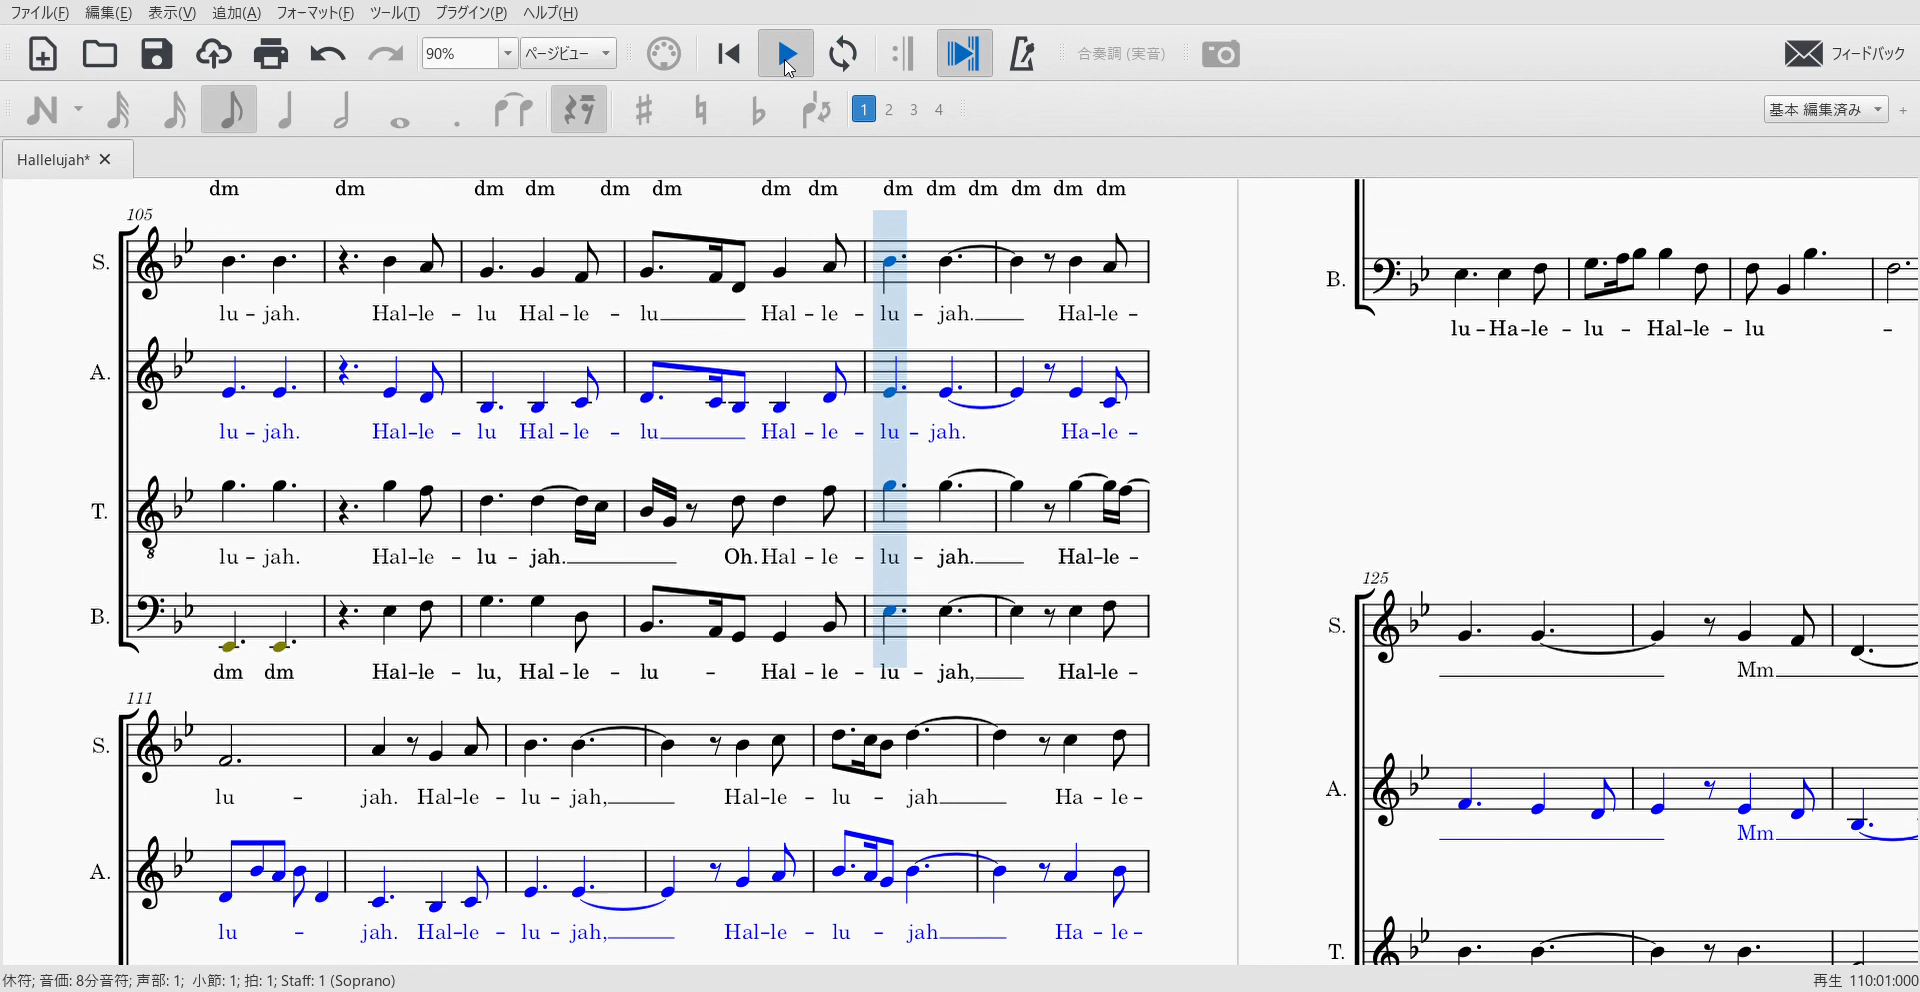 ファイル(F) 編集(E) 表示(V) 追加(A) フォーマット(F) ツール(T) プラグイン(P) ヘルプ(H)
90% ページビュー 合奏調 (実音) フィードバック
1 2 3 4 基本 編集済み +
Hallelujah* ✕
dm dm dm dm dm dm dm dm dm dm dm dm dm dm
105
S.
lu - jah. Hal-le - lu Hal-le - lu Hal - le - lu - jah. Hal-le -
A.
lu - jah. Hal-le - lu Hal-le - lu Hal - le - lu - jah. Ha-le -
T.
8
lu - jah. Hal-le - lu - jah. Oh. Hal - le - lu - jah. Hal-le -
B.
dm dm Hal-le - lu, Hal-le - lu - Hal - le - lu - jah, Hal-le -
111
S.
lu - jah. Hal-le - lu - jah, Hal-le - lu - jah Ha - le-
A.
lu - jah. Hal-le - lu - jah, Hal-le - lu - jah Ha - le-
B.
lu-Ha-le - lu - Hal-le - lu -
125
S.
Mm
A.
Mm
T.
休符; 音価: 8分音符; 声部: 1; 小節: 1; 拍: 1; Staff: 1 (Soprano) 再生 110:01:000